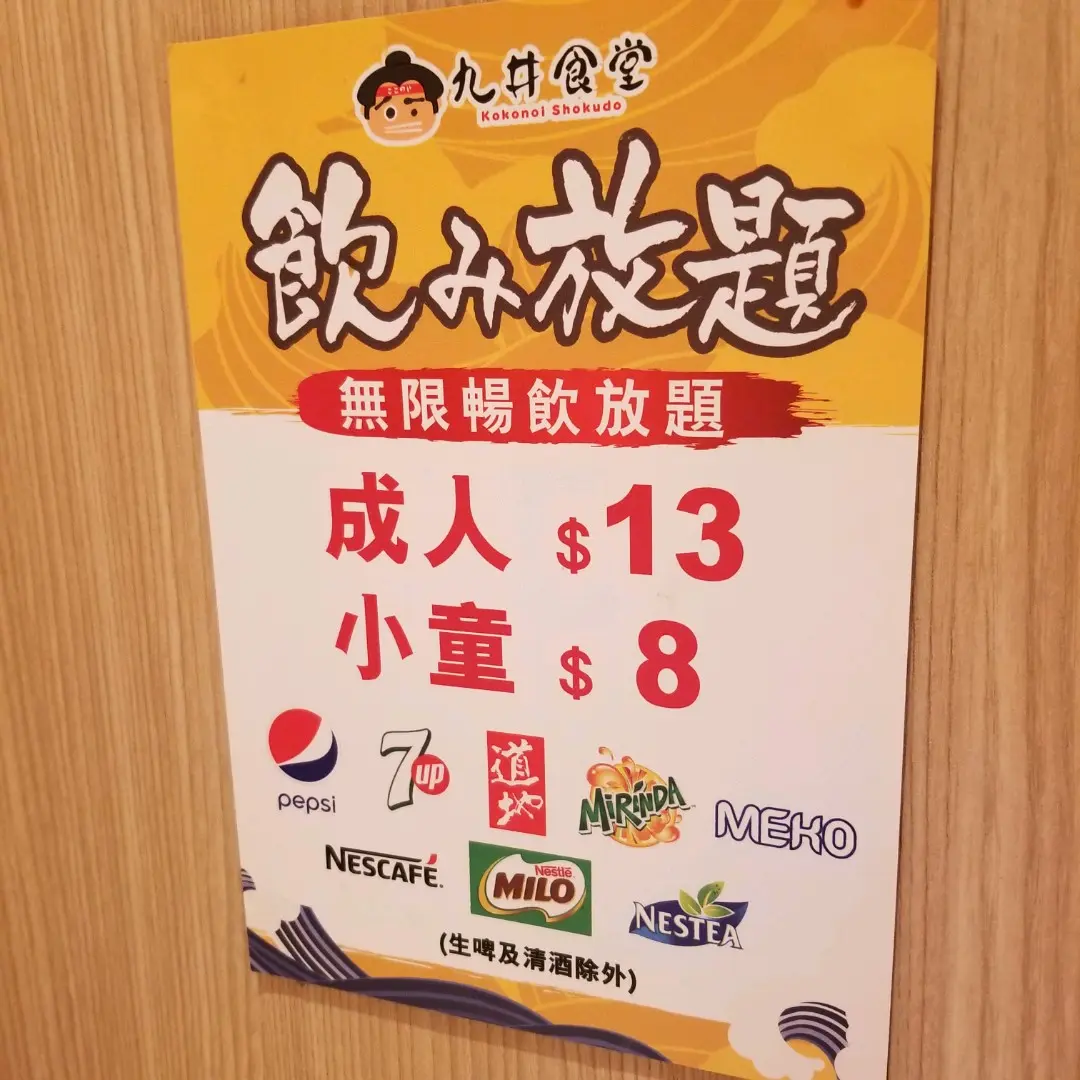 九井食堂
Kokonoi Shokudo
飲み放題
無限暢飲放題
成人 $13
小童 $8
pepsi
7up
道地
MIRINDA
MEKO
NESCAFÉ
Nestlé
MILO
NESTEA
(生啤及清酒除外)